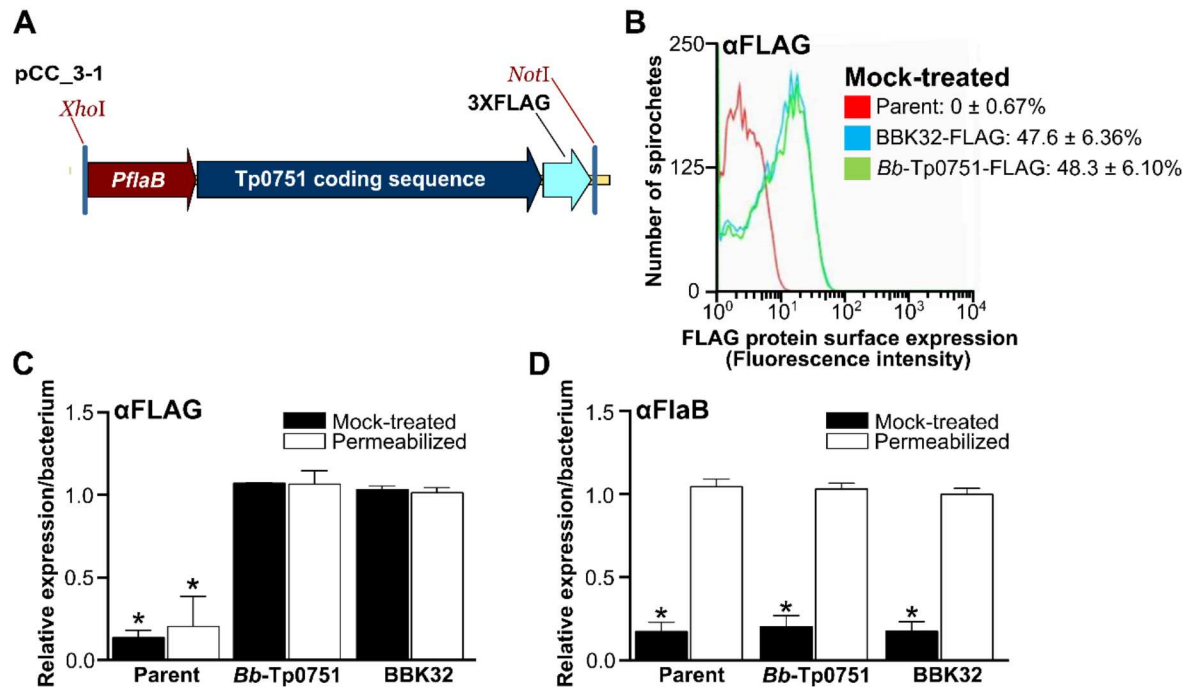 A
pCC_3-1
XhoI
NotI
3XFLAG
PflaB
Tp0751 coding sequence
B
αFLAG
250
125
0
Number of spirochetes
10⁰ 10¹ 10² 10³ 10⁴
FLAG protein surface expression
(Fluorescence intensity)
Mock-treated
Parent: 0 ± 0.67%
BBK32-FLAG: 47.6 ± 6.36%
Bb-Tp0751-FLAG: 48.3 ± 6.10%
C
αFLAG
Mock-treated
Permeabilized
Relative expression/bacterium
1.5
1.0
0.5
0.0
* *
Parent Bb-Tp0751 BBK32
D
αFlaB
Mock-treated
Permeabilized
Relative expression/bacterium
1.5
1.0
0.5
0.0
* * *
Parent Bb-Tp0751 BBK32